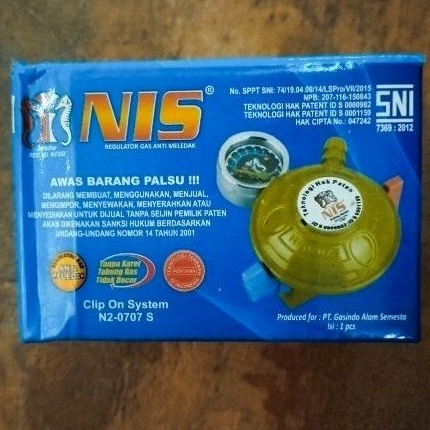 NIS®
REGULATOR GAS ANTI MELEDAK
No. SPPT SNI: 74/19.04.06/14/LSPro/VII/2015
NPB: 207-116-150843
TEKNOLOGI HAK PATENT ID S 0000982
TEKNOLOGI HAK PATENT ID S 0001159
HAK CIPTA No.: 047242
SNI
7369 : 2012
AWAS BARANG PALSU !!!
DILARANG MEMBUAT, MENGGUNAKAN, MENJUAL,
MENGIMPOR, MENYEWAKAN, MENYERAHKAN ATAU
MENYEDIAKAN UNTUK DIJUAL TANPA SEIJIN PEMILIK PATEN
AKAN DIKENAKAN SANKSI HUKUM BERDASARKAN
UNDANG-UNDANG NOMOR 14 TAHUN 2001
Teknologi Hak Paten
NIS
ANTI
MELEDAK
Tanpa Karet
Tabung Gas
Tidak Bocor
Clip On System
N2-0707 S
Produced for : PT. Gasindo Alam Semesta
Isi : 1 pcs